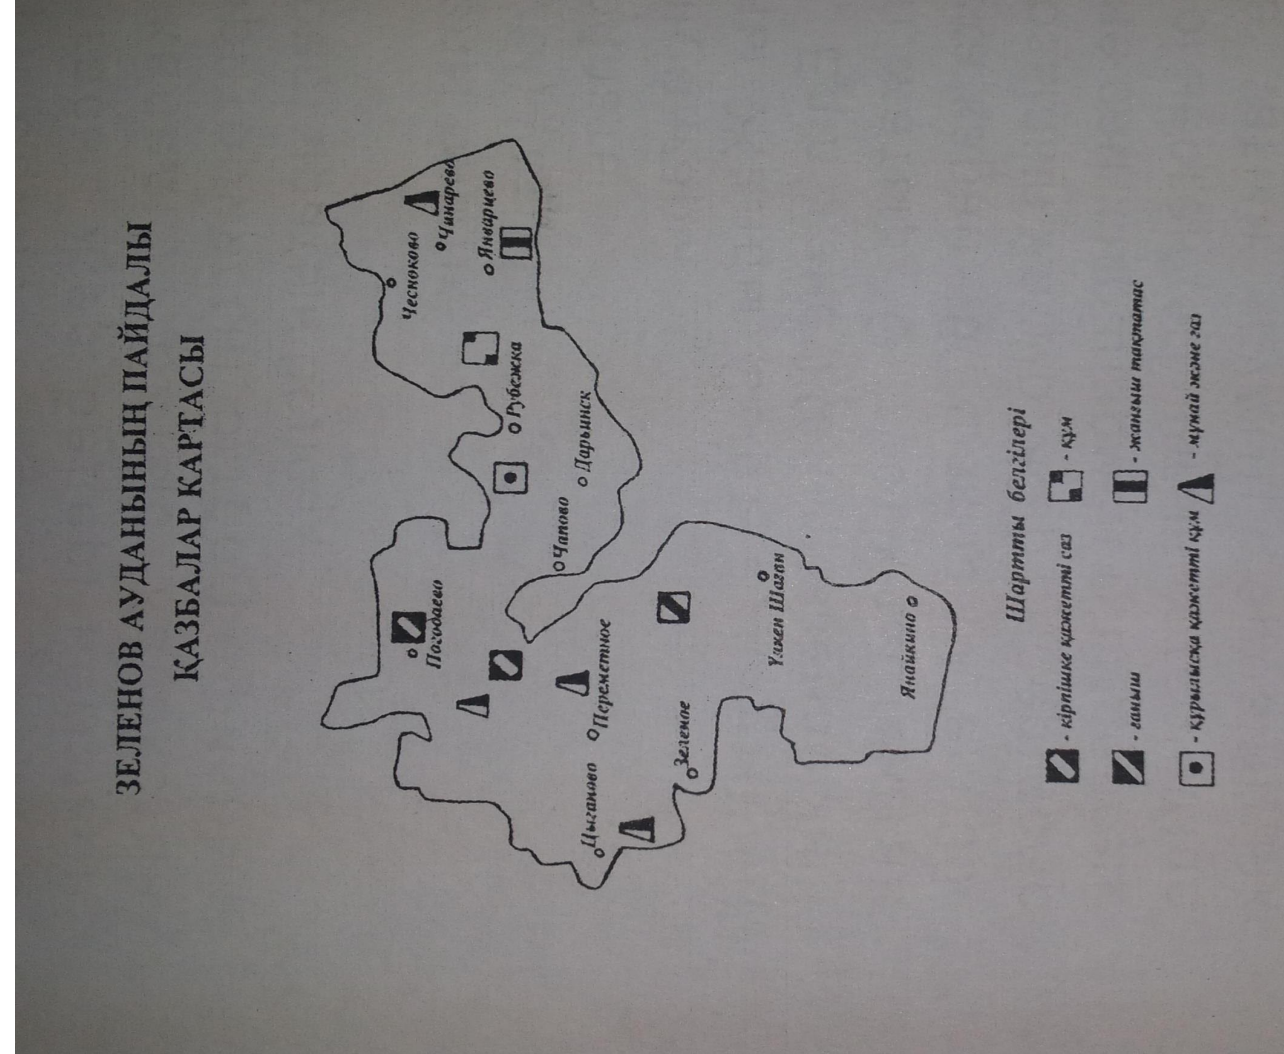 ЗЕЛЕНОВ АУДАНЫНЫҢ ПАЙДАЛЫ
ҚАЗБАЛАР КАРТАСЫ
Чесноково
Чинарево
Январцево
Рубежка
Дарьинск
Чапово
Погодаево
Переметное
Цыганово
Зеленое
Үлкен Шаған
Янайкино
Шартты белгілері
- кірпішке қажетті саз
- құм
- ганыш
- жанғыш тақтатас
- құрылысқа қажетті құм
- мұнай және газ